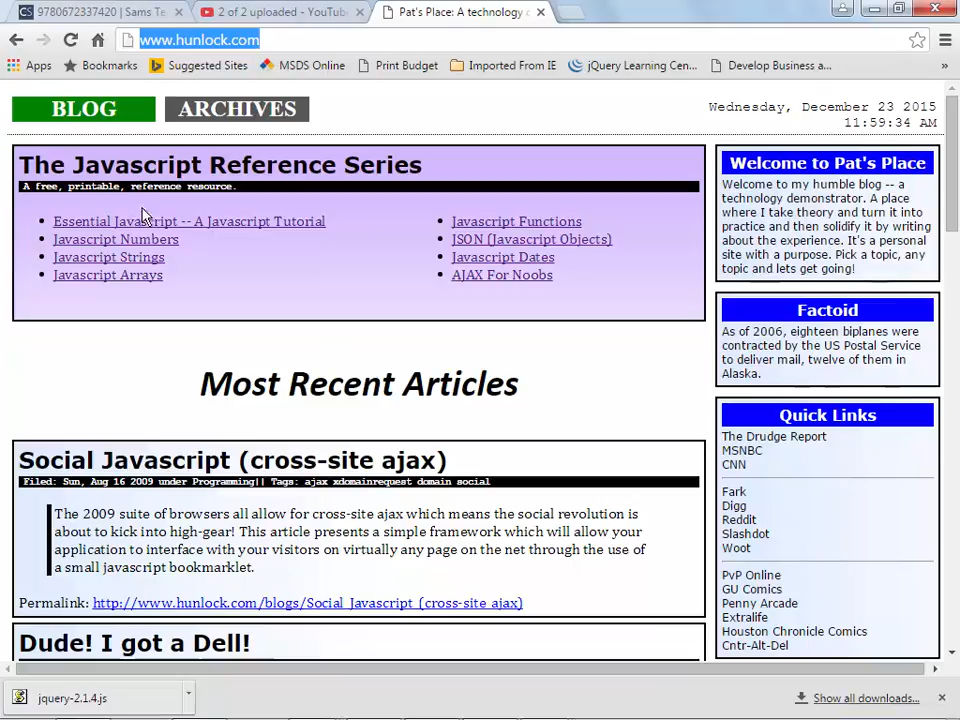 9780672337420 | Sams Te
2 of 2 uploaded - YouTube
Pat's Place: A technology
www.hunlock.com
Apps
Bookmarks
Suggested Sites
MSDS Online
Print Budget
Imported From IE
jQuery Learning Cen...
Develop Business a...
»
BLOG
ARCHIVES
Wednesday, December 23 2015
11:59:34 AM
The Javascript Reference Series
A free, printable, reference resource.
Essential Javascript -- A Javascript Tutorial
Javascript Numbers
Javascript Strings
Javascript Arrays
Javascript Functions
JSON (Javascript Objects)
Javascript Dates
AJAX For Noobs
Most Recent Articles
Social Javascript (cross-site ajax)
Filed: Sun, Aug 16 2009 under Programming|| Tags: ajax xdomainrequest domain social
The 2009 suite of browsers all allow for cross-site ajax which means the social revolution is
about to kick into high-gear! This article presents a simple framework which will allow your
application to interface with your visitors on virtually any page on the net through the use of
a small javascript bookmarklet.
Permalink: http://www.hunlock.com/blogs/Social_Javascript_(cross-site_ajax)
Dude! I got a Dell!
Welcome to Pat's Place
Welcome to my humble blog -- a
technology demonstrator. A place
where I take theory and turn it into
practice and then solidify it by writing
about the experience. It's a personal
site with a purpose. Pick a topic, any
topic and lets get going!
Factoid
As of 2006, eighteen biplanes were
contracted by the US Postal Service
to deliver mail, twelve of them in
Alaska.
Quick Links
The Drudge Report
MSNBC
CNN
Fark
Digg
Reddit
Slashdot
Woot
PvP Online
GU Comics
Penny Arcade
Extralife
Houston Chronicle Comics
Cntr-Alt-Del
jquery-2.1.4.js
Show all downloads...